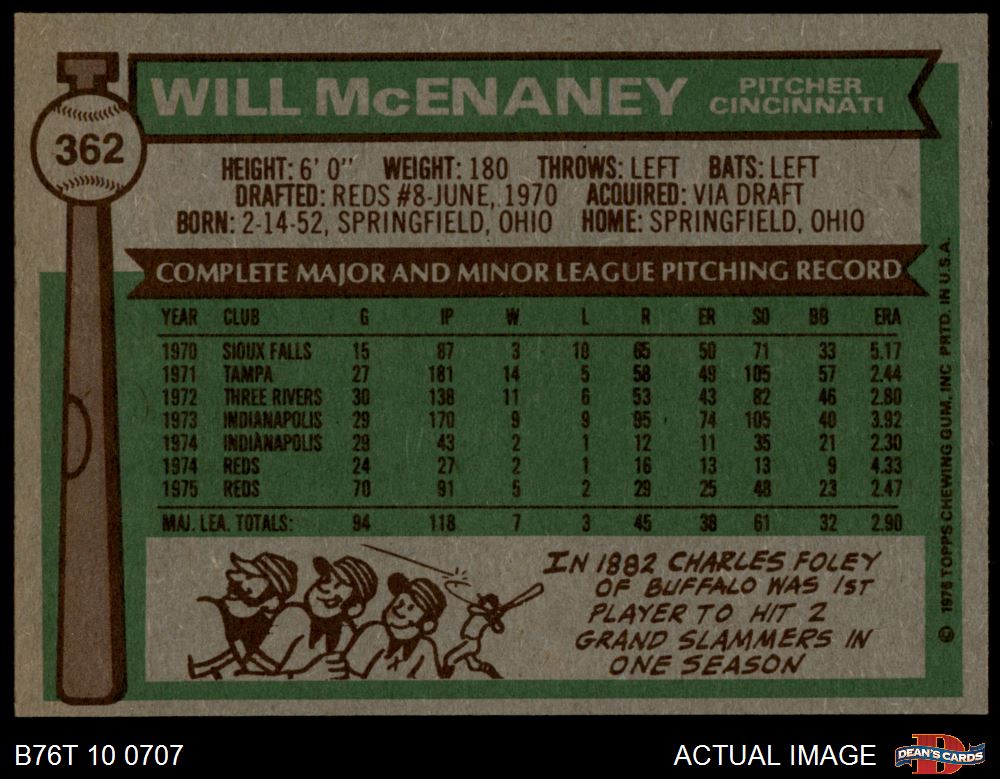 362
WILL McENANEY
PITCHER
CINCINNATI
HEIGHT: 6' 0" WEIGHT: 180 THROWS: LEFT BATS: LEFT
DRAFTED: REDS #8-JUNE, 1970 ACQUIRED: VIA DRAFT
BORN: 2-14-52, SPRINGFIELD, OHIO HOME: SPRINGFIELD, OHIO
COMPLETE MAJOR AND MINOR LEAGUE PITCHING RECORD
YEAR CLUB G IP W L R ER SO BB ERA
1970 SIOUX FALLS 15 87 3 10 65 50 71 33 5.17
1971 TAMPA 27 181 14 5 58 49 105 57 2.44
1972 THREE RIVERS 30 138 11 6 53 43 82 46 2.80
1973 INDIANAPOLIS 29 170 9 9 95 74 105 40 3.92
1974 INDIANAPOLIS 29 43 2 1 12 11 35 21 2.30
1974 REDS 24 27 2 1 16 13 13 9 4.33
1975 REDS 70 91 5 2 29 25 48 23 2.47
MAJ. LEA. TOTALS: 94 118 7 3 45 38 61 32 2.90
IN 1882 CHARLES FOLEY
OF BUFFALO WAS 1ST
PLAYER TO HIT 2
GRAND SLAMMERS IN
ONE SEASON
© 1976 TOPPS CHEWING GUM, INC PRTD. IN U.S.A.
B76T 10 0707
ACTUAL IMAGE
DEAN'S CARDS